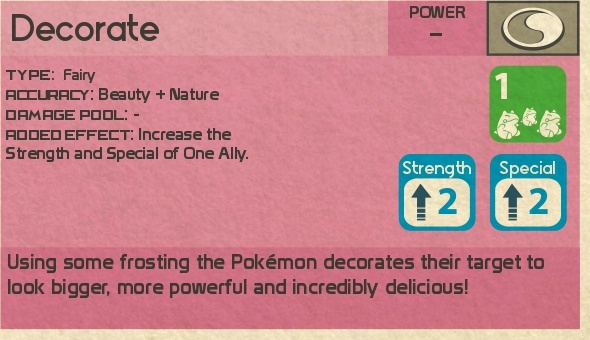 Decorate
POWER
–
TYPE: Fairy
ACCURACY: Beauty + Nature
DAMAGE POOL: -
ADDED EFFECT: Increase the
Strength and Special of One Ally.
1
Strength
2
Special
2
Using some frosting the Pokémon decorates their target to
look bigger, more powerful and incredibly delicious!